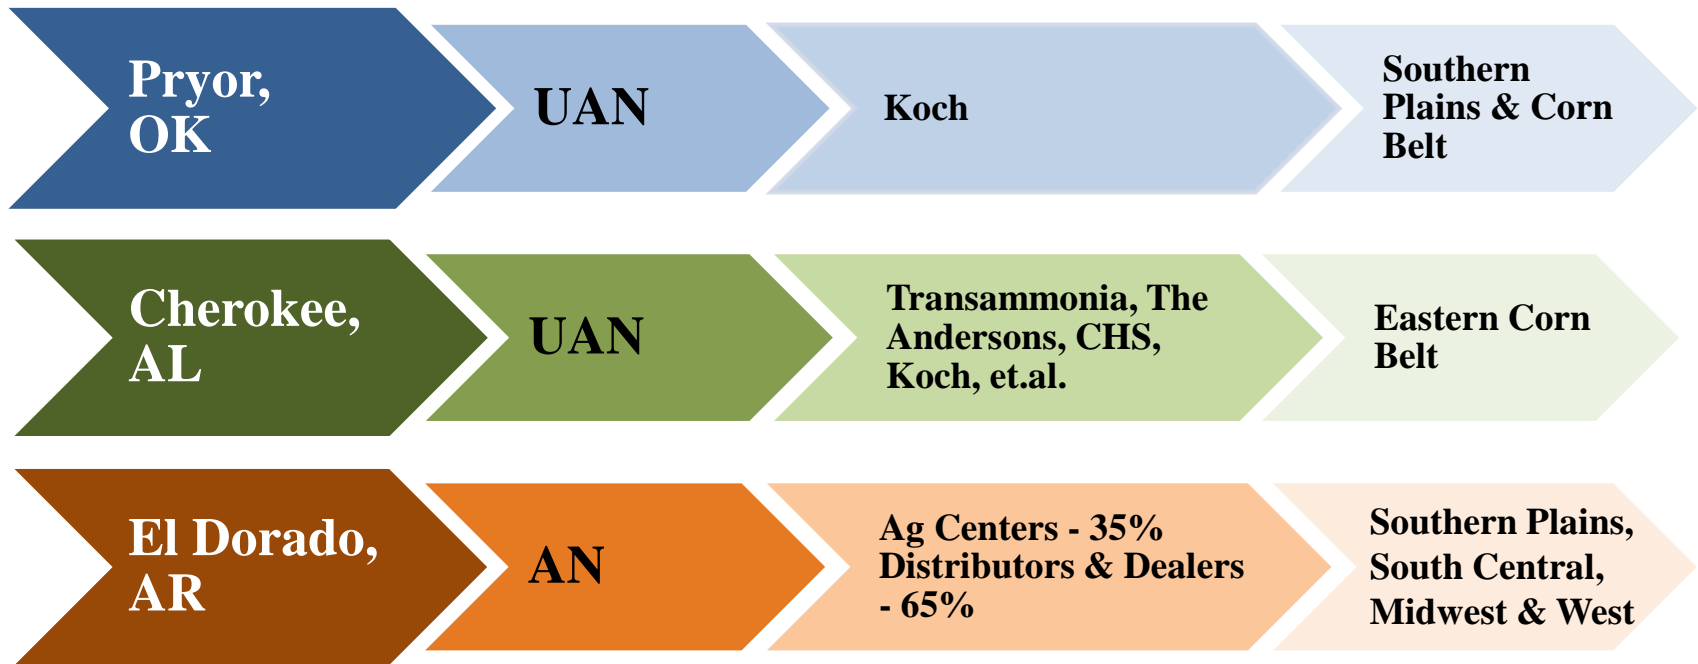 Pryor,
OK
UAN
Koch
Southern
Plains & Corn
Belt
Cherokee,
AL
UAN
Transammonia, The
Andersons, CHS,
Koch, et.al.
Eastern Corn
Belt
El Dorado,
AR
AN
Ag Centers - 35%
Distributors & Dealers
- 65%
Southern Plains,
South Central,
Midwest & West